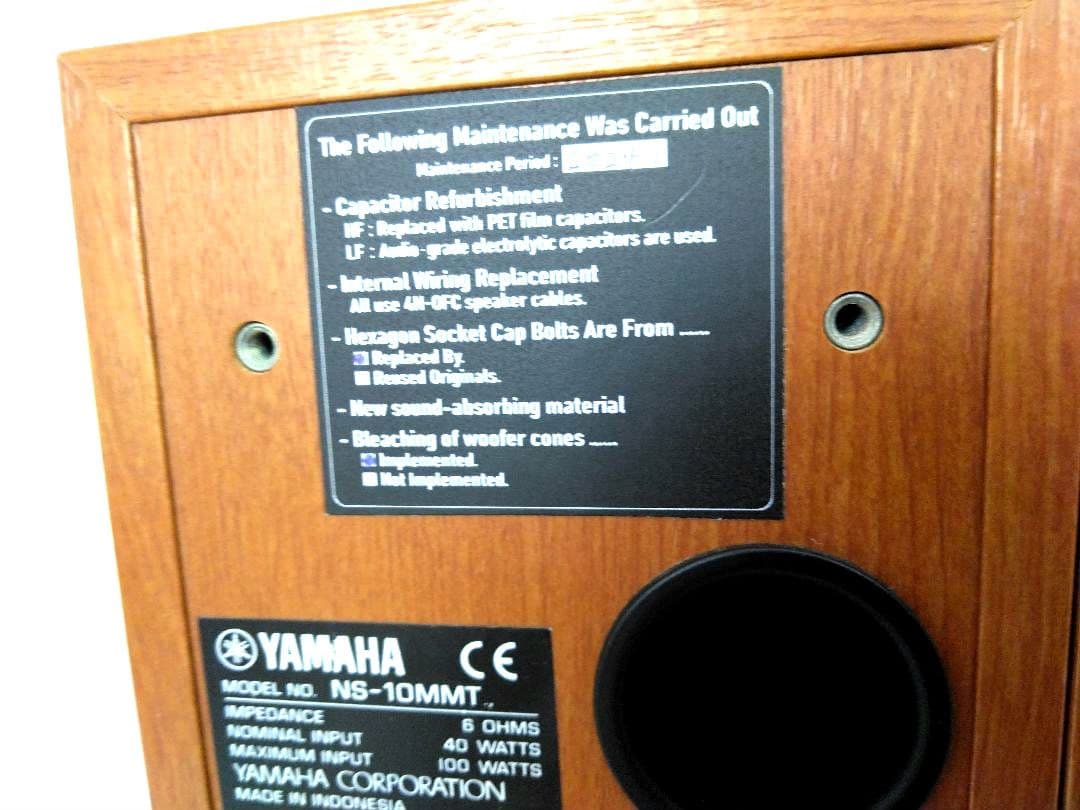 The Following Maintenance Was Carried Out
Maintenance Period :
- Capacitor Refurbishment
HF : Replaced with PET film capacitors.
LF : Audio-grade electrolytic capacitors are used.
- Internal Wiring Replacement
All use 4N-OFC speaker cables.
- Hexagon Socket Cap Bolts Are From ......
Replaced By.
Reused Originals.
- New sound-absorbing material
- Bleaching of woofer cones ......
Implemented.
Not Implemented.
YAMAHA CE
MODEL NO. NS-10MMT
IMPEDANCE 6 OHMS
NOMINAL INPUT 40 WATTS
MAXIMUM INPUT 100 WATTS
YAMAHA CORPORATION
MADE IN INDONESIA